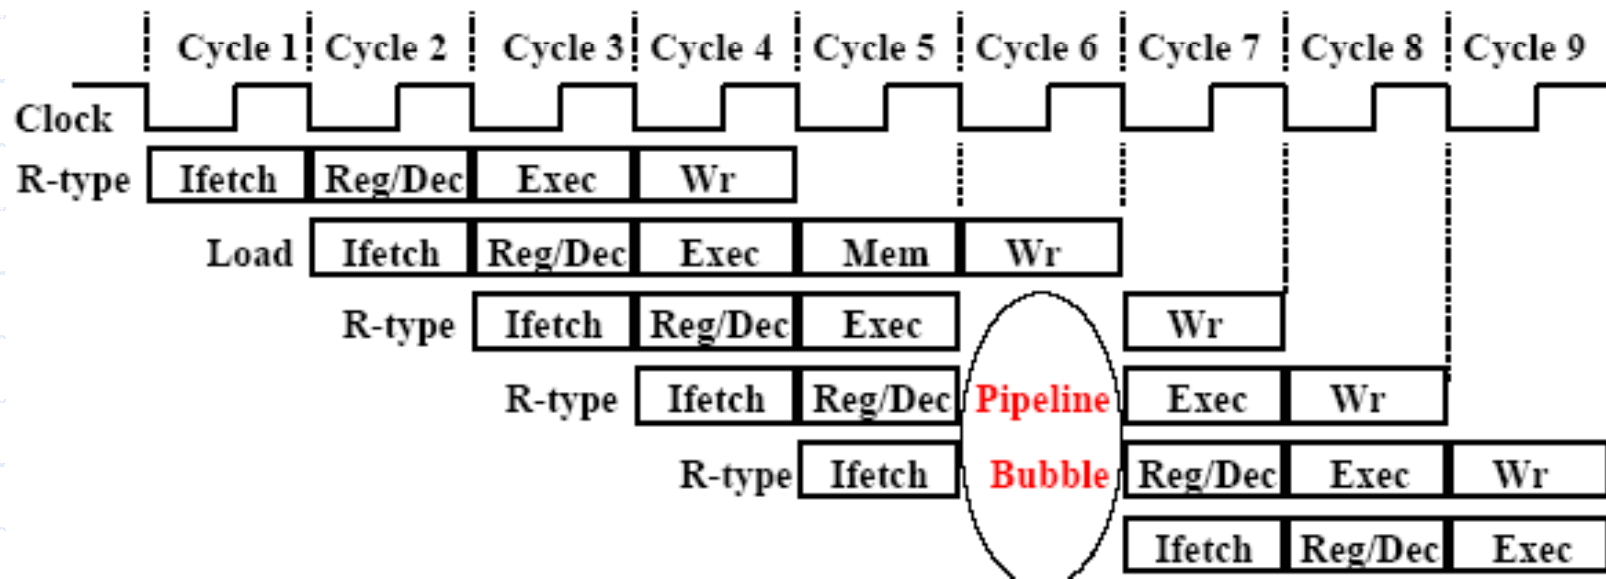 Cycle 1 Cycle 2 Cycle 3 Cycle 4 Cycle 5 Cycle 6 Cycle 7 Cycle 8 Cycle 9
Clock
R-type Ifetch Reg/Dec Exec Wr
Load Ifetch Reg/Dec Exec Mem Wr
R-type Ifetch Reg/Dec Exec Wr
R-type Ifetch Reg/Dec Pipeline Exec Wr
R-type Ifetch Bubble Reg/Dec Exec Wr
Ifetch Reg/Dec Exec